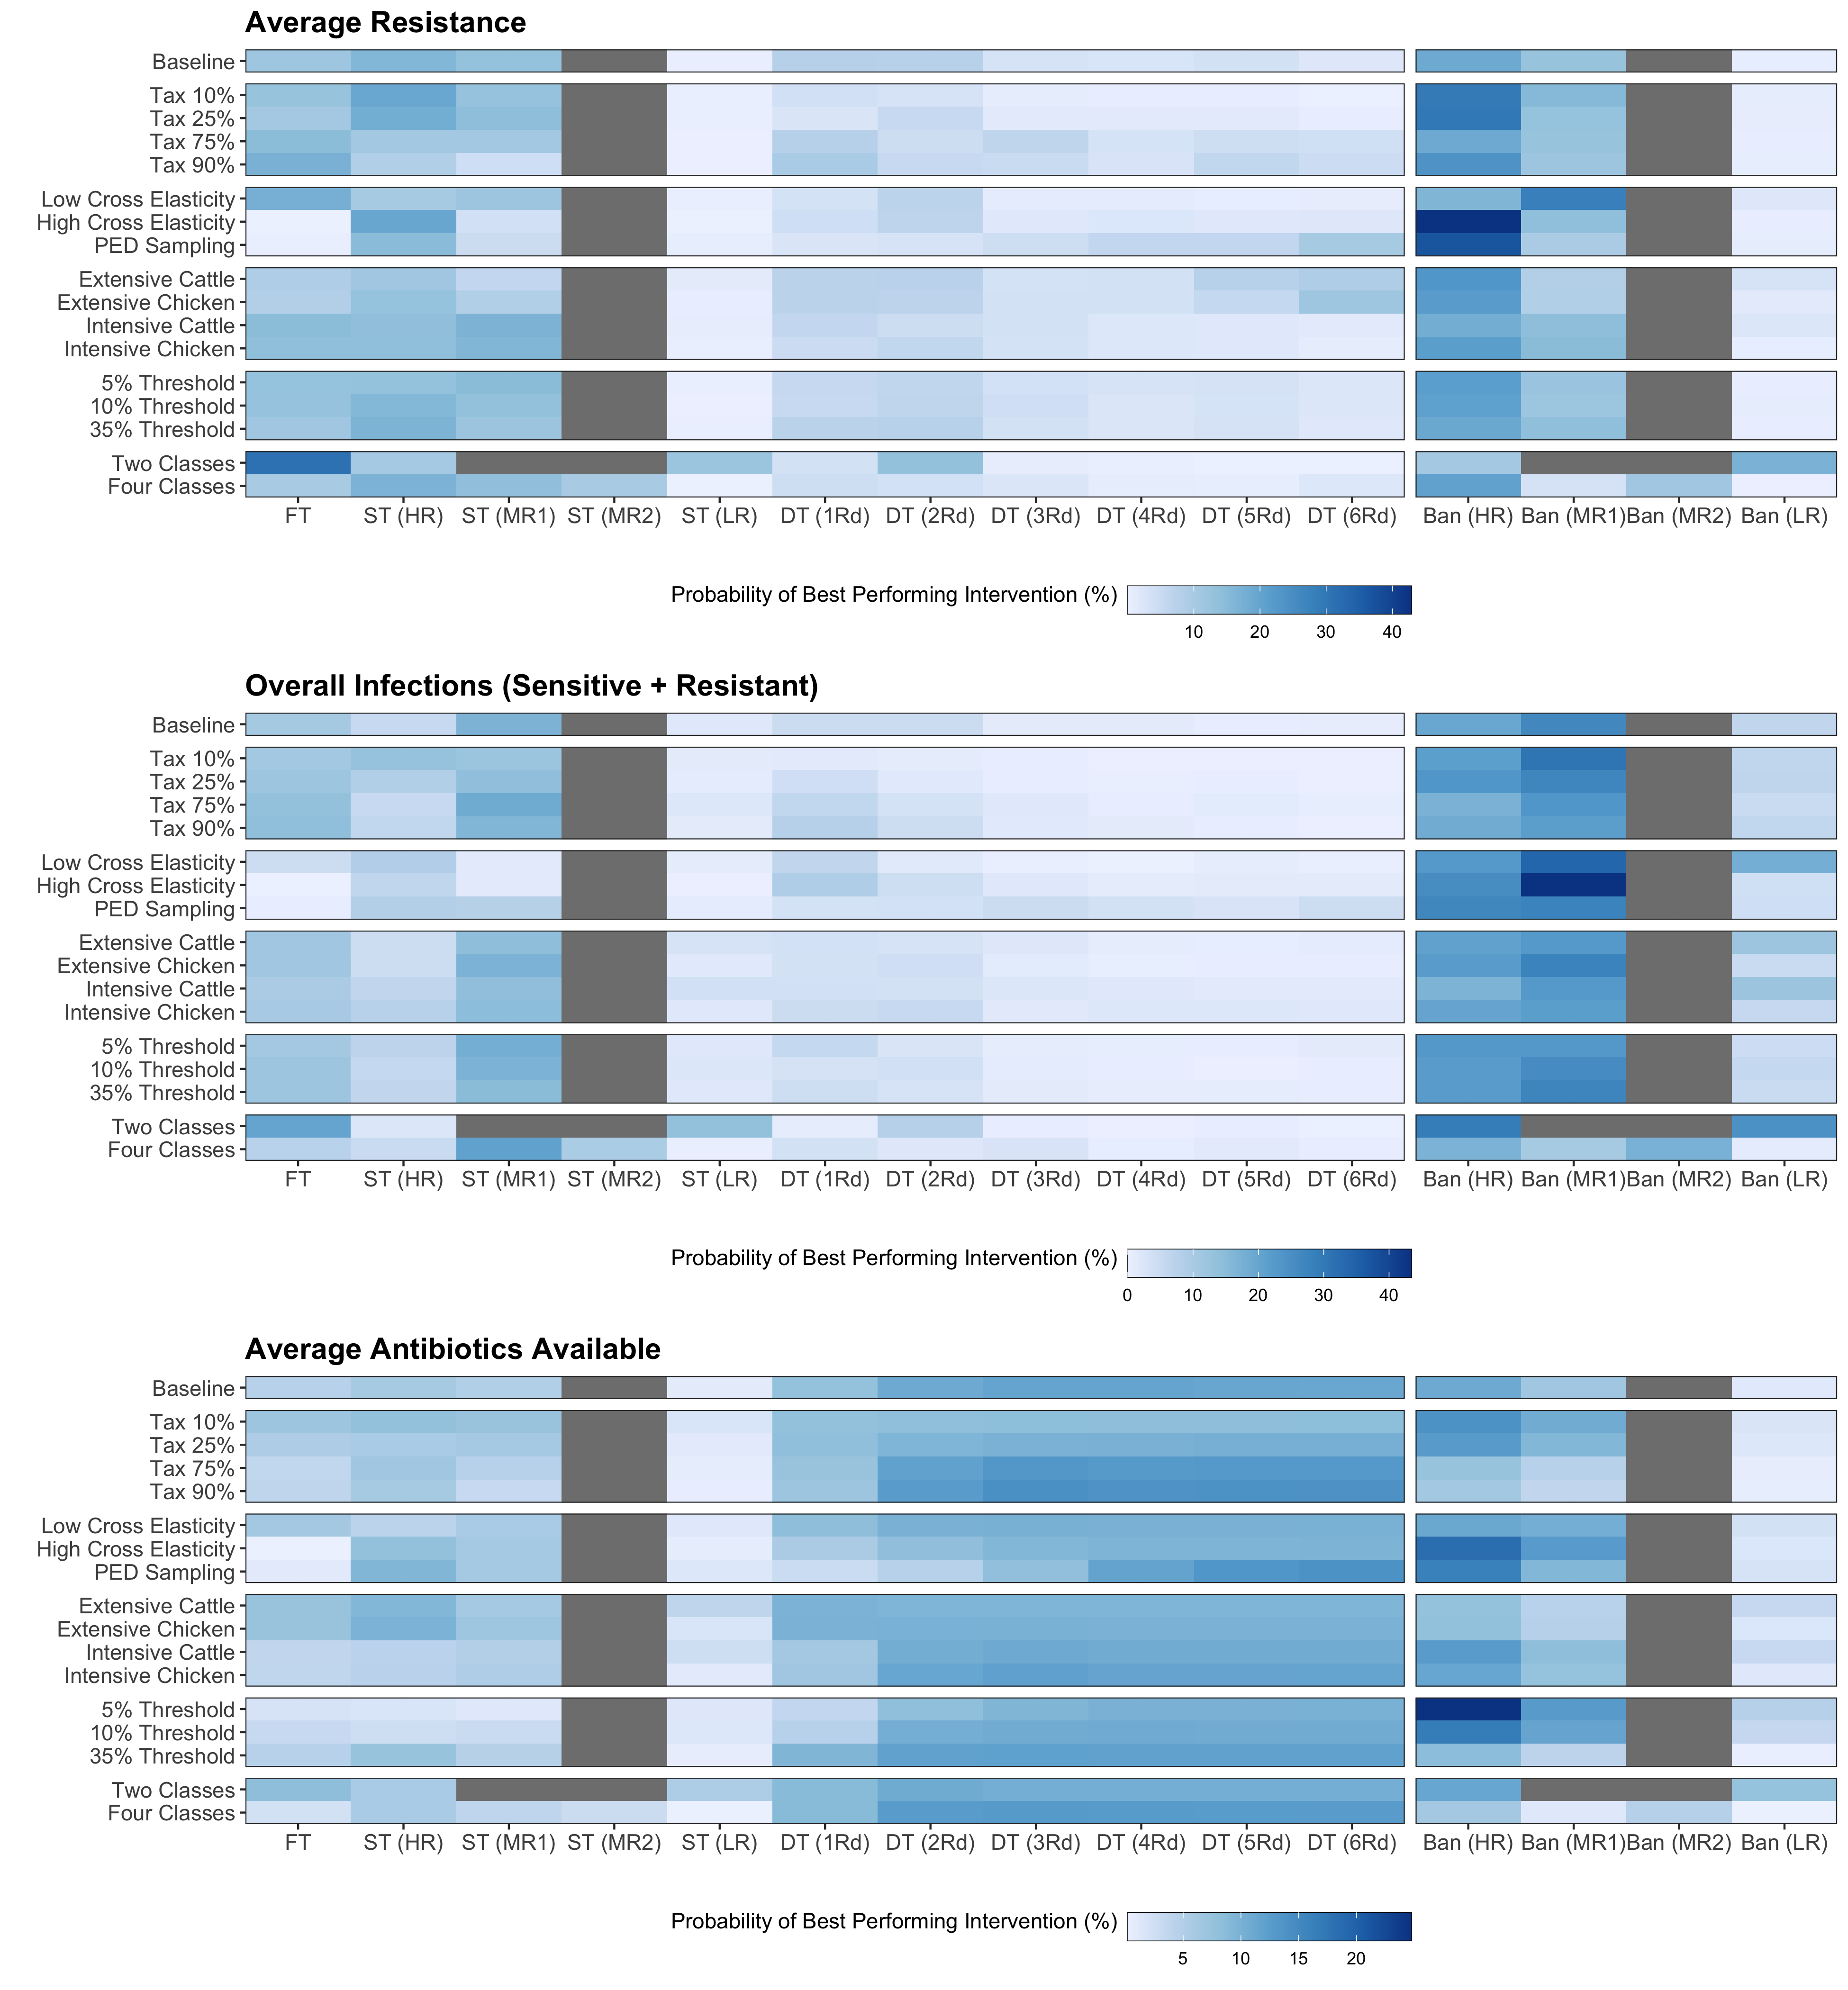 Average Resistance
Baseline
Tax 10%
Tax 25%
Tax 75%
Tax 90%
Low Cross Elasticity
High Cross Elasticity
PED Sampling
Extensive Cattle
Extensive Chicken
Intensive Cattle
Intensive Chicken
5% Threshold
10% Threshold
35% Threshold
Two Classes
Four Classes
FT ST (HR) ST (MR1) ST (MR2) ST (LR) DT (1Rd) DT (2Rd) DT (3Rd) DT (4Rd) DT (5Rd) DT (6Rd) Ban (HR) Ban (MR1) Ban (MR2) Ban (LR)
Probability of Best Performing Intervention (%)
10 20 30 40
Overall Infections (Sensitive + Resistant)
Baseline
Tax 10%
Tax 25%
Tax 75%
Tax 90%
Low Cross Elasticity
High Cross Elasticity
PED Sampling
Extensive Cattle
Extensive Chicken
Intensive Cattle
Intensive Chicken
5% Threshold
10% Threshold
35% Threshold
Two Classes
Four Classes
FT ST (HR) ST (MR1) ST (MR2) ST (LR) DT (1Rd) DT (2Rd) DT (3Rd) DT (4Rd) DT (5Rd) DT (6Rd) Ban (HR) Ban (MR1) Ban (MR2) Ban (LR)
Probability of Best Performing Intervention (%)
0 10 20 30 40
Average Antibiotics Available
Baseline
Tax 10%
Tax 25%
Tax 75%
Tax 90%
Low Cross Elasticity
High Cross Elasticity
PED Sampling
Extensive Cattle
Extensive Chicken
Intensive Cattle
Intensive Chicken
5% Threshold
10% Threshold
35% Threshold
Two Classes
Four Classes
FT ST (HR) ST (MR1) ST (MR2) ST (LR) DT (1Rd) DT (2Rd) DT (3Rd) DT (4Rd) DT (5Rd) DT (6Rd) Ban (HR) Ban (MR1) Ban (MR2) Ban (LR)
Probability of Best Performing Intervention (%)
5 10 15 20